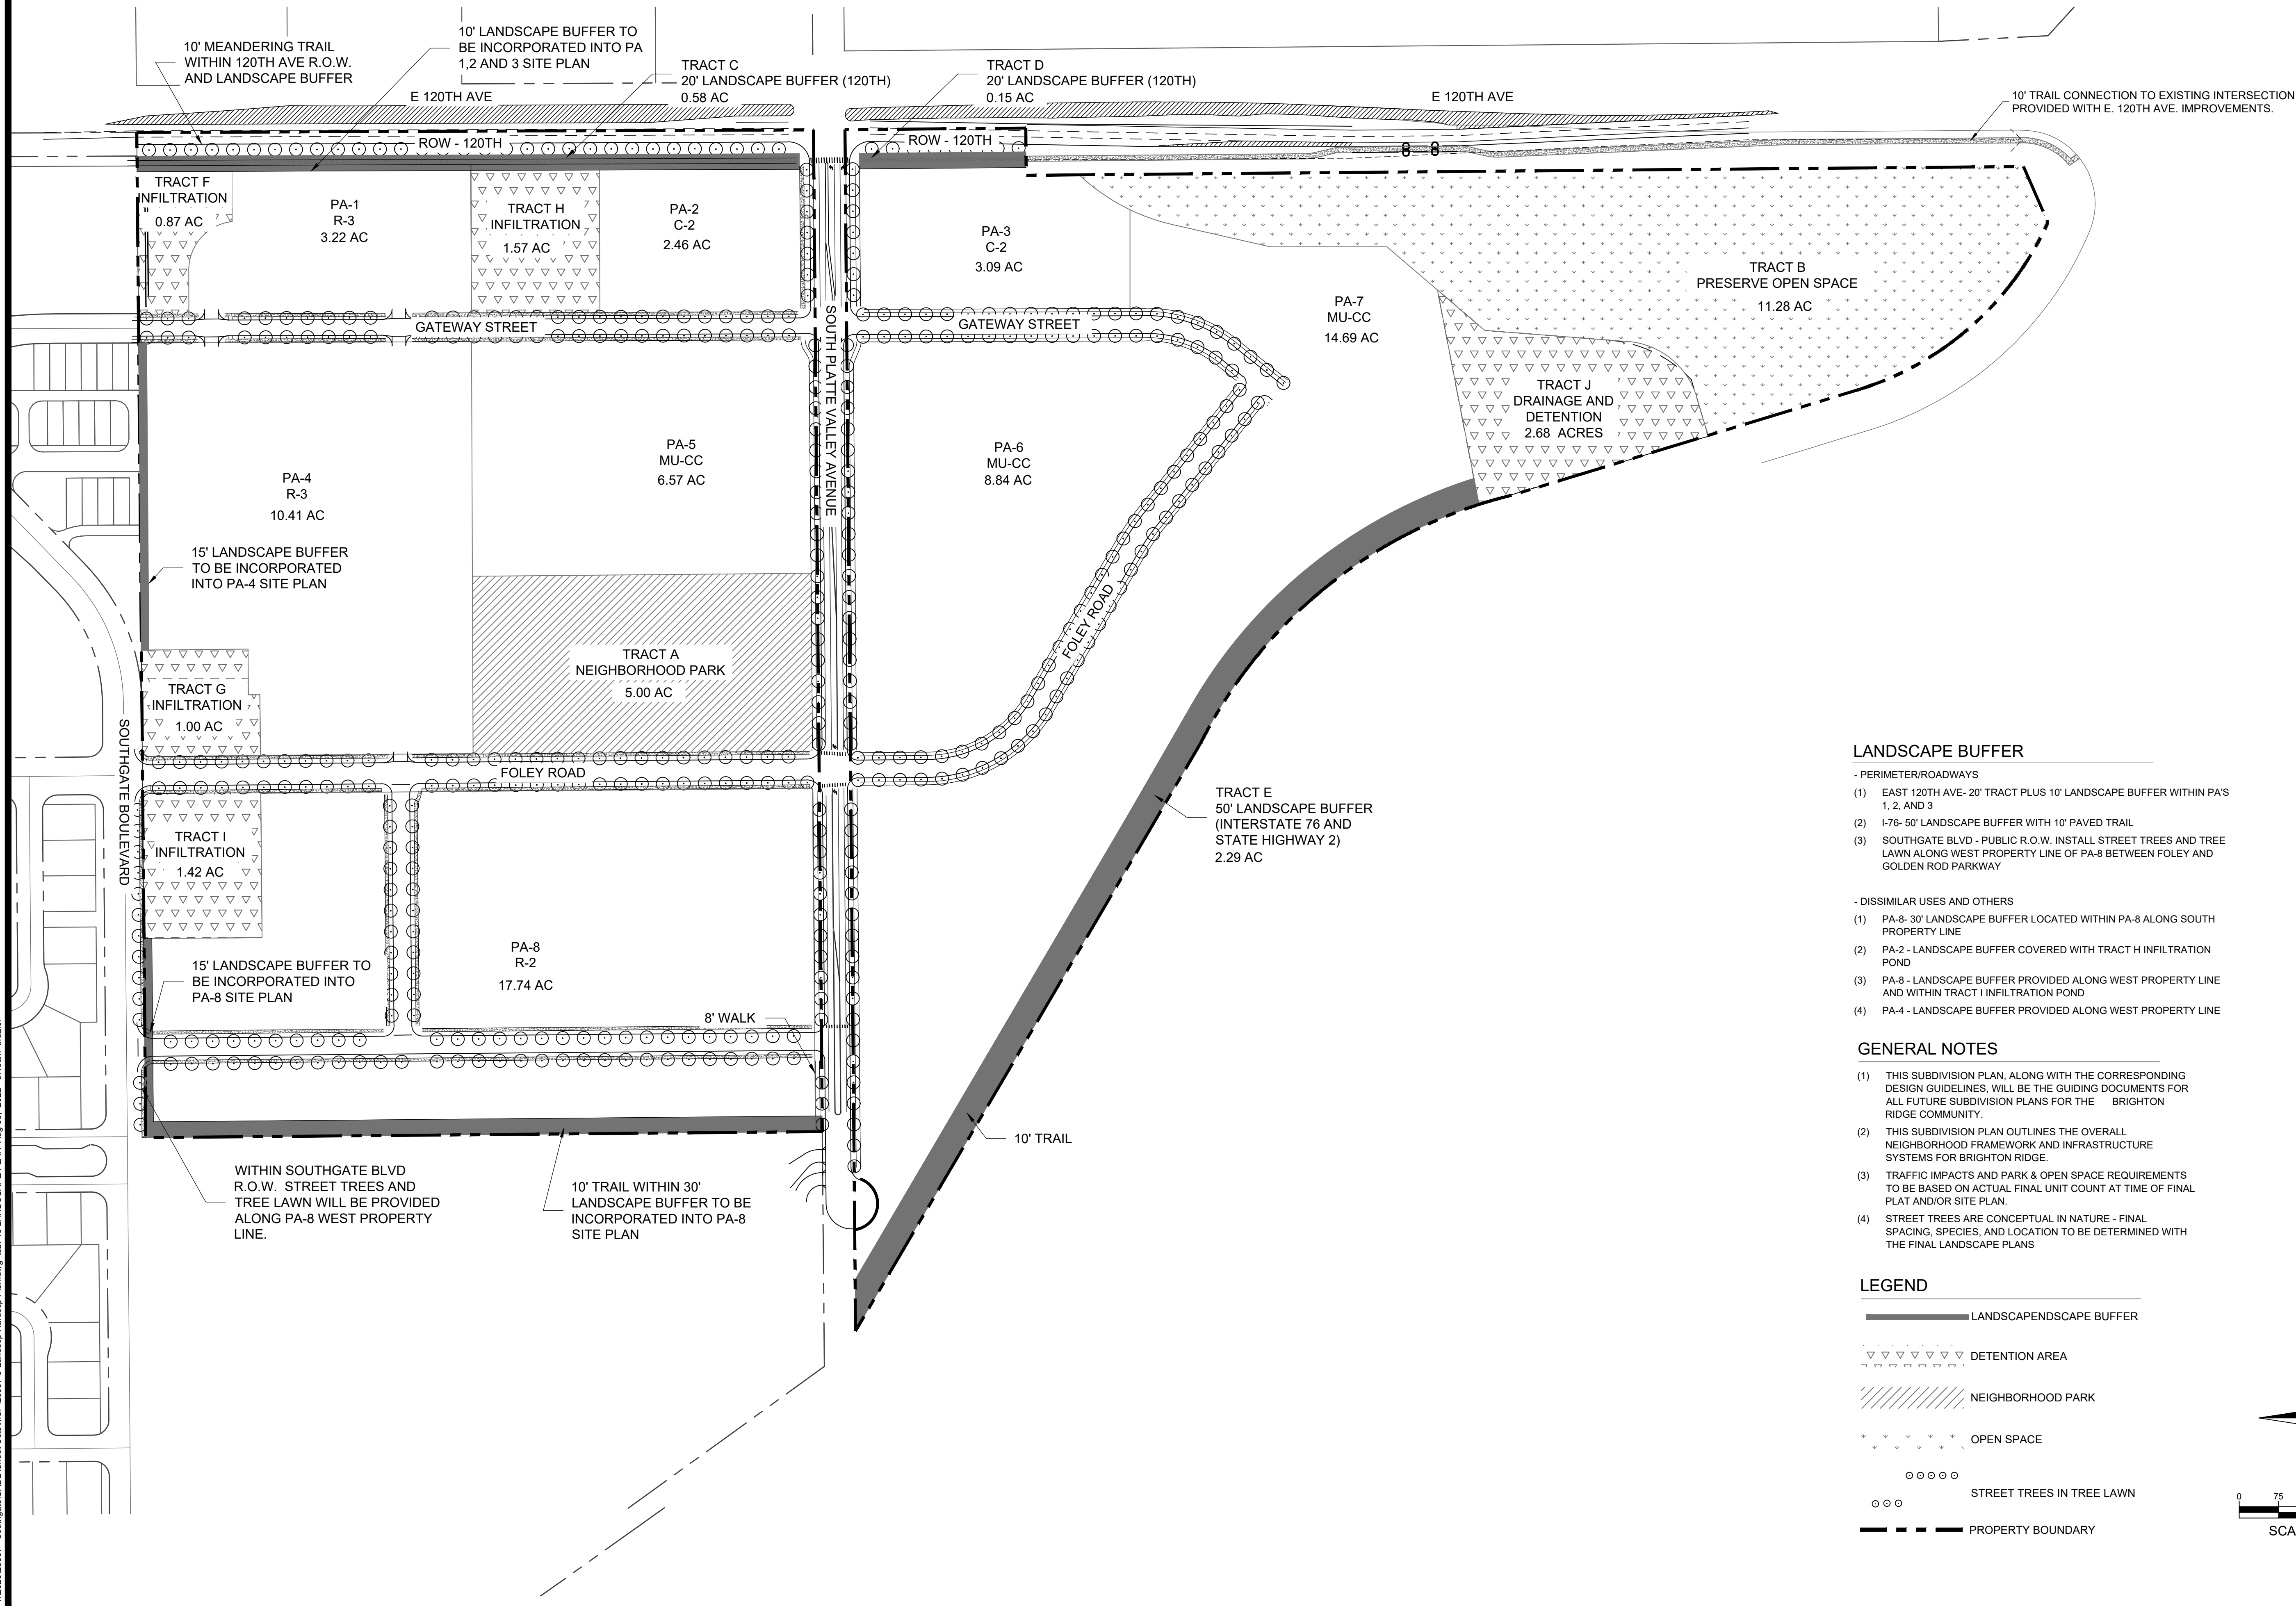 10' MEANDERING TRAIL
WITHIN 120TH AVE R.O.W.
AND LANDSCAPE BUFFER
10' LANDSCAPE BUFFER TO
BE INCORPORATED INTO PA
1,2 AND 3 SITE PLAN
TRACT C
20' LANDSCAPE BUFFER (120TH)
0.58 AC
TRACT D
20' LANDSCAPE BUFFER (120TH)
0.15 AC
E 120TH AVE
E 120TH AVE
10' TRAIL CONNECTION TO EXISTING INTERSECTION
PROVIDED WITH E. 120TH AVE. IMPROVEMENTS.
ROW - 120TH
ROW - 120TH
TRACT F
INFILTRATION
0.87 AC
PA-1
R-3
3.22 AC
TRACT H
INFILTRATION
1.57 AC
PA-2
C-2
2.46 AC
PA-3
C-2
3.09 AC
PA-7
MU-CC
14.69 AC
TRACT B
PRESERVE OPEN SPACE
11.28 AC
GATEWAY STREET
GATEWAY STREET
SOUTH PLATTE VALLEY AVENUE
TRACT J
DRAINAGE AND
DETENTION
2.68 ACRES
PA-4
R-3
10.41 AC
PA-5
MU-CC
6.57 AC
PA-6
MU-CC
8.84 AC
15' LANDSCAPE BUFFER
TO BE INCORPORATED
INTO PA-4 SITE PLAN
FOLEY ROAD
TRACT A
NEIGHBORHOOD PARK
5.00 AC
TRACT G
INFILTRATION
1.00 AC
SOUTHGATE BOULEVARD
FOLEY ROAD
TRACT I
INFILTRATION
1.42 AC
TRACT E
50' LANDSCAPE BUFFER
(INTERSTATE 76 AND
STATE HIGHWAY 2)
2.29 AC
PA-8
R-2
17.74 AC
15' LANDSCAPE BUFFER TO
BE INCORPORATED INTO
PA-8 SITE PLAN
8' WALK
10' TRAIL
WITHIN SOUTHGATE BLVD
R.O.W. STREET TREES AND
TREE LAWN WILL BE PROVIDED
ALONG PA-8 WEST PROPERTY
LINE.
10' TRAIL WITHIN 30'
LANDSCAPE BUFFER TO BE
INCORPORATED INTO PA-8
SITE PLAN
LANDSCAPE BUFFER
- PERIMETER/ROADWAYS
(1) EAST 120TH AVE- 20' TRACT PLUS 10' LANDSCAPE BUFFER WITHIN PA'S
1, 2, AND 3
(2) I-76- 50' LANDSCAPE BUFFER WITH 10' PAVED TRAIL
(3) SOUTHGATE BLVD - PUBLIC R.O.W. INSTALL STREET TREES AND TREE
LAWN ALONG WEST PROPERTY LINE OF PA-8 BETWEEN FOLEY AND
GOLDEN ROD PARKWAY
- DISSIMILAR USES AND OTHERS
(1) PA-8- 30' LANDSCAPE BUFFER LOCATED WITHIN PA-8 ALONG SOUTH
PROPERTY LINE
(2) PA-2 - LANDSCAPE BUFFER COVERED WITH TRACT H INFILTRATION
POND
(3) PA-8 - LANDSCAPE BUFFER PROVIDED ALONG WEST PROPERTY LINE
AND WITHIN TRACT I INFILTRATION POND
(4) PA-4 - LANDSCAPE BUFFER PROVIDED ALONG WEST PROPERTY LINE
GENERAL NOTES
(1) THIS SUBDIVISION PLAN, ALONG WITH THE CORRESPONDING
DESIGN GUIDELINES, WILL BE THE GUIDING DOCUMENTS FOR
ALL FUTURE SUBDIVISION PLANS FOR THE BRIGHTON
RIDGE COMMUNITY.
(2) THIS SUBDIVISION PLAN OUTLINES THE OVERALL
NEIGHBORHOOD FRAMEWORK AND INFRASTRUCTURE
SYSTEMS FOR BRIGHTON RIDGE.
(3) TRAFFIC IMPACTS AND PARK & OPEN SPACE REQUIREMENTS
TO BE BASED ON ACTUAL FINAL UNIT COUNT AT TIME OF FINAL
PLAT AND/OR SITE PLAN.
(4) STREET TREES ARE CONCEPTUAL IN NATURE - FINAL
SPACING, SPECIES, AND LOCATION TO BE DETERMINED WITH
THE FINAL LANDSCAPE PLANS
LEGEND
LANDSCAPENDSCAPE BUFFER
DETENTION AREA
NEIGHBORHOOD PARK
OPEN SPACE
STREET TREES IN TREE LAWN
PROPERTY BOUNDARY
0 75
SCA